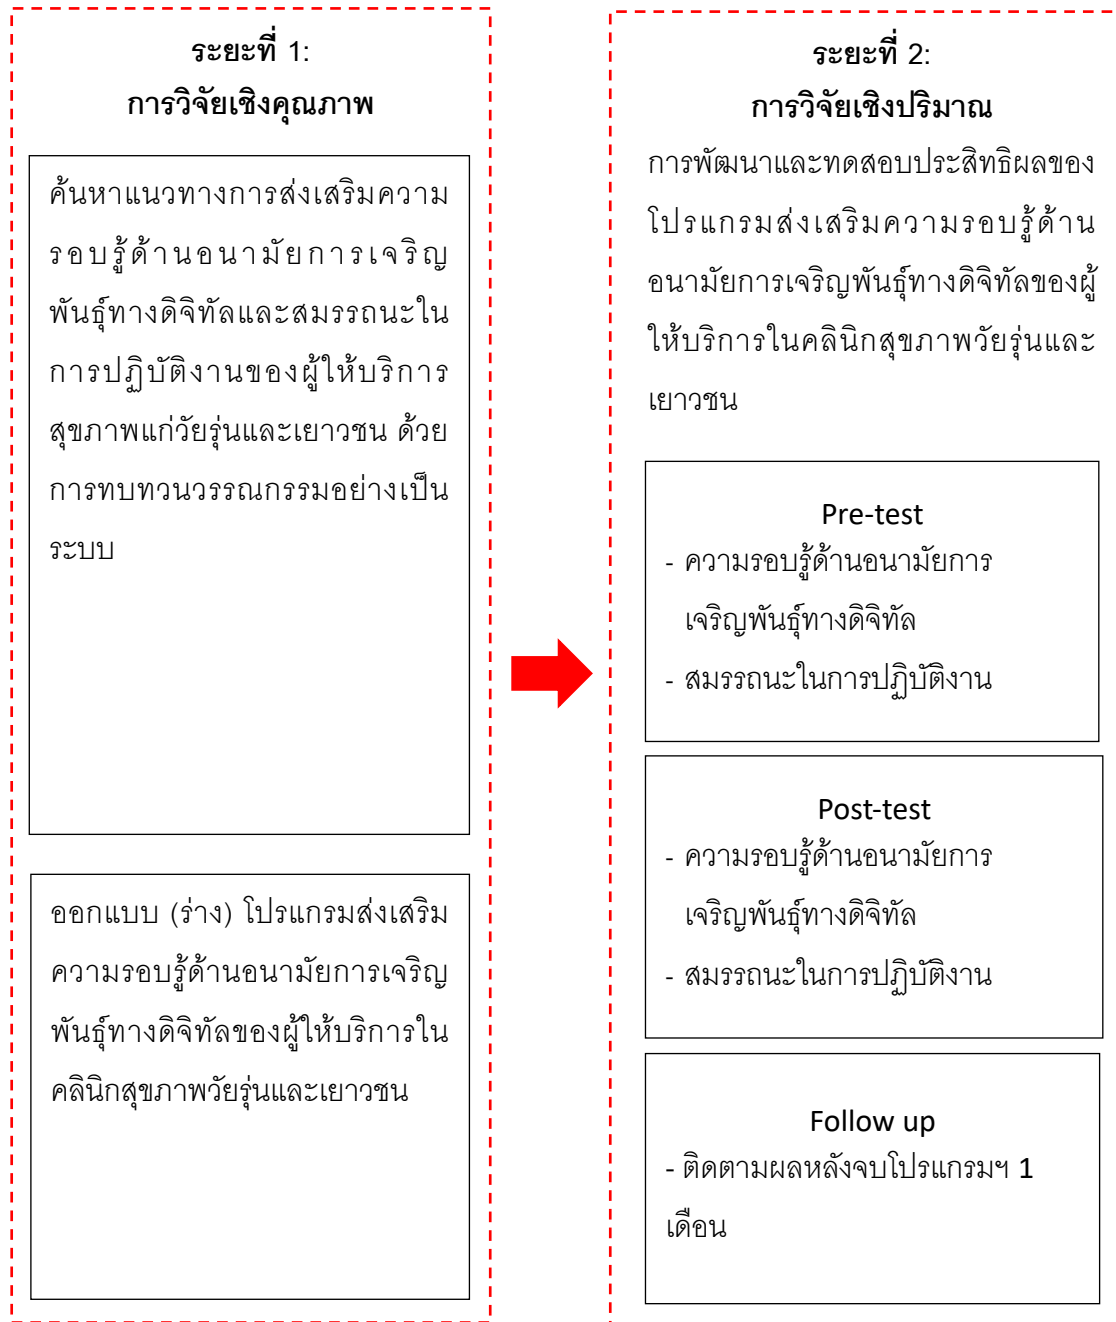 ระยะที่ 1:
การวิจัยเชิงคุณภาพ
ค้นหาแนวทางการส่งเสริมความ
รอบรู้ด้านอนามัยการเจริญ
พันธุ์ทางดิจิทัลและสมรรถนะใน
การปฏิบัติงานของผู้ให้บริการ
สุขภาพแก่วัยรุ่นและเยาวชน ด้วย
การทบทวนวรรณกรรมอย่างเป็น
ระบบ
ออกแบบ (ร่าง) โปรแกรมส่งเสริม
ความรอบรู้ด้านอนามัยการเจริญ
พันธุ์ทางดิจิทัลของผู้ให้บริการใน
คลินิกสุขภาพวัยรุ่นและเยาวชน
ระยะที่ 2:
การวิจัยเชิงปริมาณ
การพัฒนาและทดสอบประสิทธิผลของ
โปรแกรมส่งเสริมความรอบรู้ด้าน
อนามัยการเจริญพันธุ์ทางดิจิทัลของผู้
ให้บริการในคลินิกสุขภาพวัยรุ่นและ
เยาวชน
Pre-test
- ความรอบรู้ด้านอนามัยการ
เจริญพันธุ์ทางดิจิทัล
- สมรรถนะในการปฏิบัติงาน
Post-test
- ความรอบรู้ด้านอนามัยการ
เจริญพันธุ์ทางดิจิทัล
- สมรรถนะในการปฏิบัติงาน
Follow up
- ติดตามผลหลังจบโปรแกรมฯ 1
เดือน